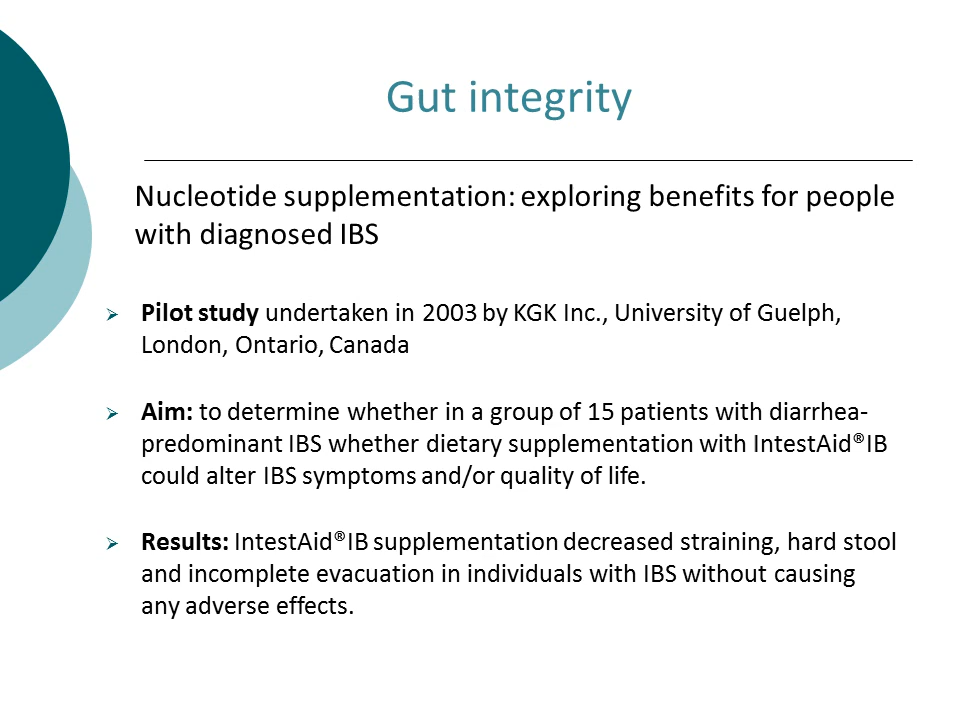 Gut integrity
Nucleotide supplementation: exploring benefits for people
with diagnosed IBS
Pilot study undertaken in 2003 by KGK Inc., University of Guelph,
London, Ontario, Canada
Aim: to determine whether in a group of 15 patients with diarrhea-
predominant IBS whether dietary supplementation with IntestAid®IB
could alter IBS symptoms and/or quality of life.
Results: IntestAid®IB supplementation decreased straining, hard stool
and incomplete evacuation in individuals with IBS without causing
any adverse effects.